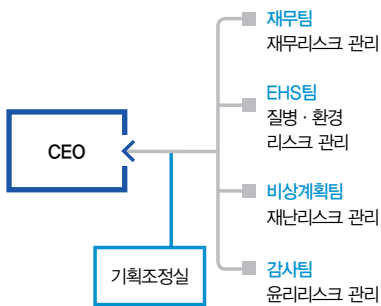 재무팀
재무리스크 관리
EHS팀
질병 · 환경
리스크 관리
CEO
비상계획팀
재난리스크 관리
기획조정실
감사팀
윤리리스크 관리